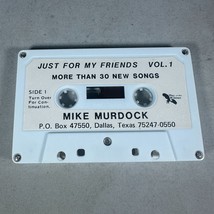 JUST FOR MY FRIENDS VOL. 1
MORE THAN 30 NEW SONGS
SIDE 1
Turn Over
For Con-
tinuation.
MIKE MURDOCK
P.O. Box 47550, Dallas, Texas 75247-0550